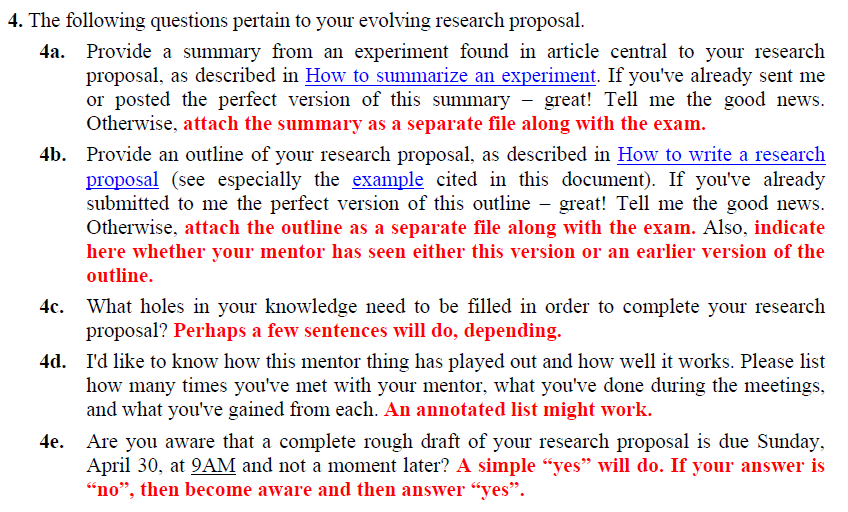 4. The following questions pertain to your evolving research proposal.
4a. Provide a summary from an experiment found in article central to your research
proposal, as described in How to summarize an experiment. If you've already sent me
or posted the perfect version of this summary – great! Tell me the good news.
Otherwise, attach the summary as a separate file along with the exam.
4b. Provide an outline of your research proposal, as described in How to write a research
proposal (see especially the example cited in this document). If you've already
submitted to me the perfect version of this outline – great! Tell me the good news.
Otherwise, attach the outline as a separate file along with the exam. Also, indicate
here whether your mentor has seen either this version or an earlier version of the
outline.
4c. What holes in your knowledge need to be filled in order to complete your research
proposal? Perhaps a few sentences will do, depending.
4d. I'd like to know how this mentor thing has played out and how well it works. Please list
how many times you've met with your mentor, what you've done during the meetings,
and what you've gained from each. An annotated list might work.
4e. Are you aware that a complete rough draft of your research proposal is due Sunday,
April 30, at 9AM and not a moment later? A simple “yes” will do. If your answer is
“no”, then become aware and then answer “yes”.